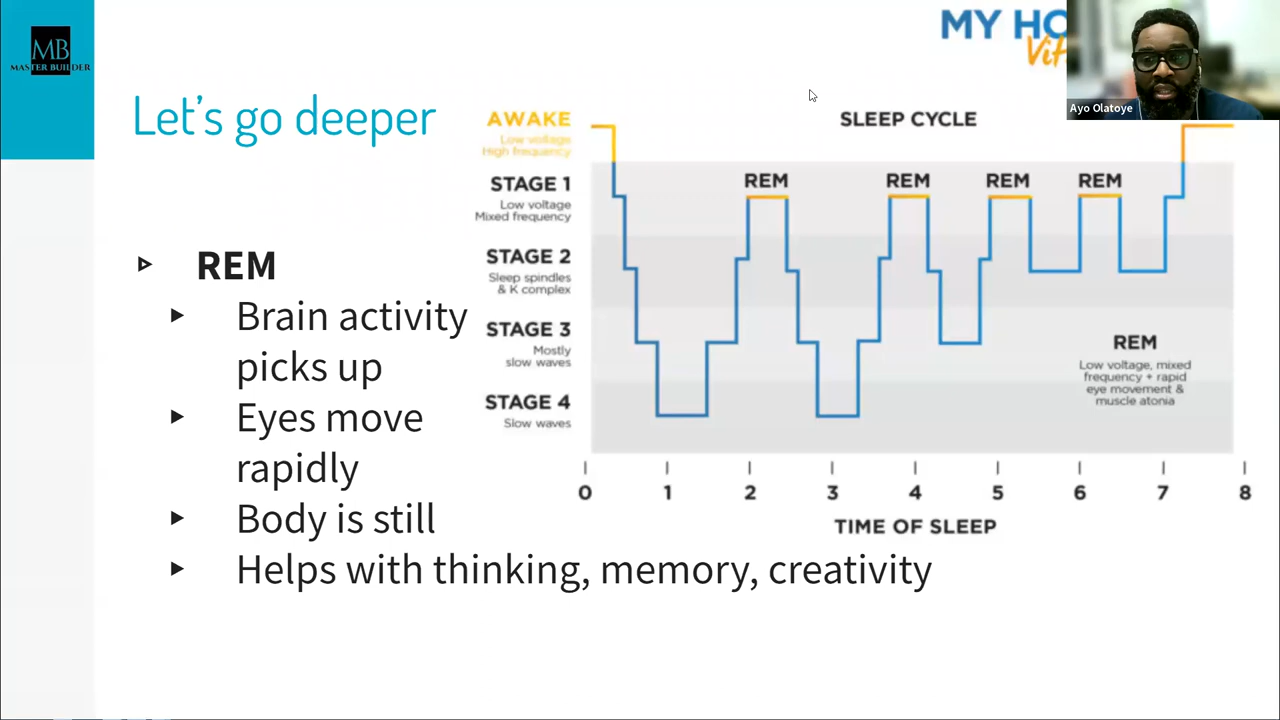 MB
MASTER BUILDER
MY HO
Ayo Olatoye
Let's go deeper
AWAKE
Low voltage
High frequency
SLEEP CYCLE
STAGE 1
Low voltage
Mixed frequency
REM
REM
REM
REM
STAGE 2
Sleep spindles
& K complex
STAGE 3
Mostly
slow waves
STAGE 4
Slow waves
REM
Low voltage, mixed
frequency + rapid
eye movement &
muscle atonia
0 1 2 3 4 5 6 7 8
TIME OF SLEEP
REM
Brain activity
picks up
Eyes move
rapidly
Body is still
Helps with thinking, memory, creativity